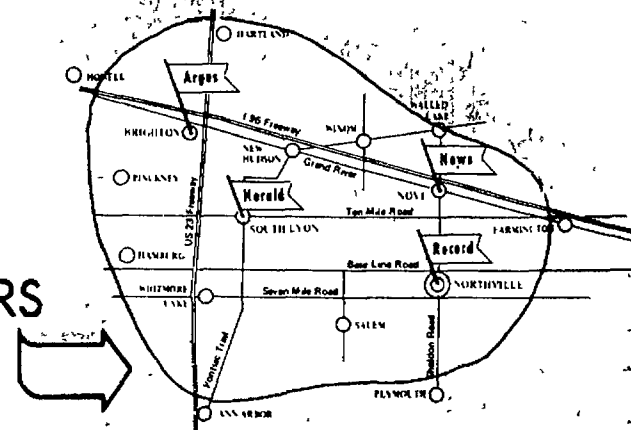 HARTLAND
HOWELL
Argus
WALLED
LAKE
I.96 Freeway
WIXOM
BRIGHTON
NEW
HUDSON
News
Grand River
PINCKNEY
Herald
NOVI
US 23 Freeway
Ten Mile Road
SOUTH LYON
FARMINGTON
Record
HAMBURG
Base Line Road
RS
WHITMORE
LAKE
Seven Mile Road
NORTHVILLE
SALEM
Pontiac Trail
Sheldon Road
PLYMOUTH
ANN ARBOR